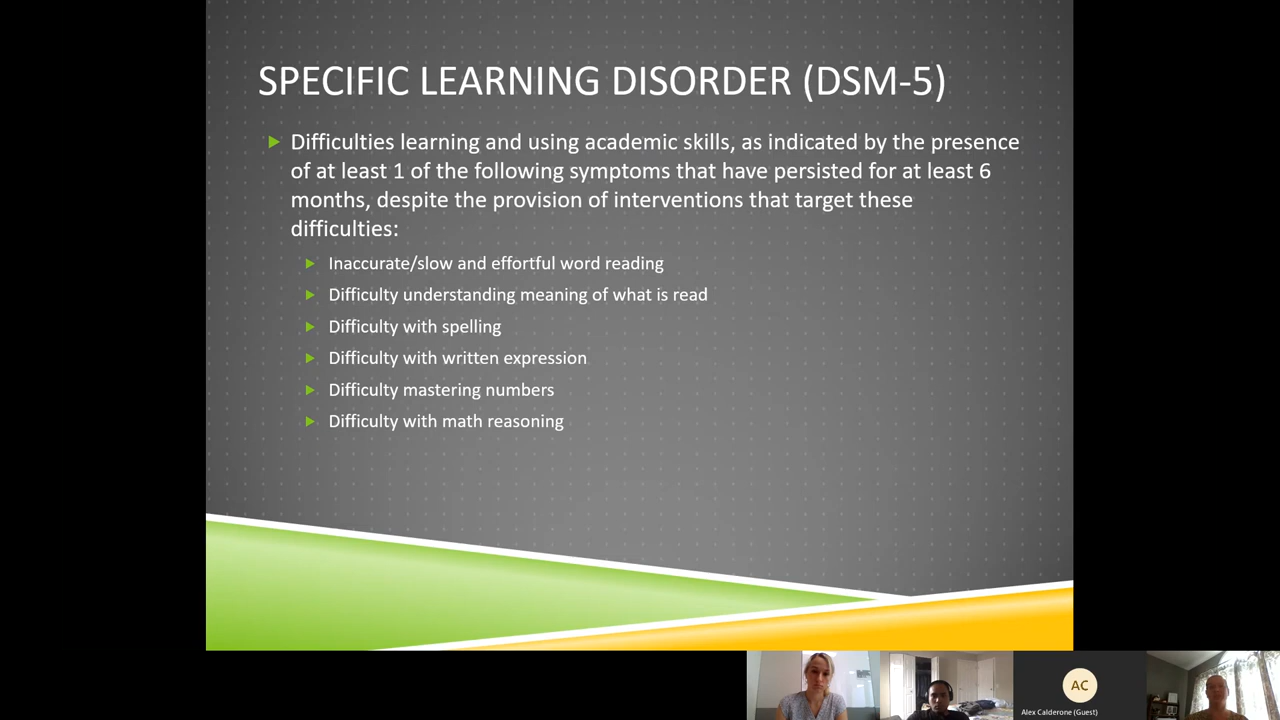 SPECIFIC LEARNING DISORDER (DSM-5)
Difficulties learning and using academic skills, as indicated by the presence
of at least 1 of the following symptoms that have persisted for at least 6
months, despite the provision of interventions that target these
difficulties:
Inaccurate/slow and effortful word reading
Difficulty understanding meaning of what is read
Difficulty with spelling
Difficulty with written expression
Difficulty mastering numbers
Difficulty with math reasoning
AC
Alex Calderone (Guest)